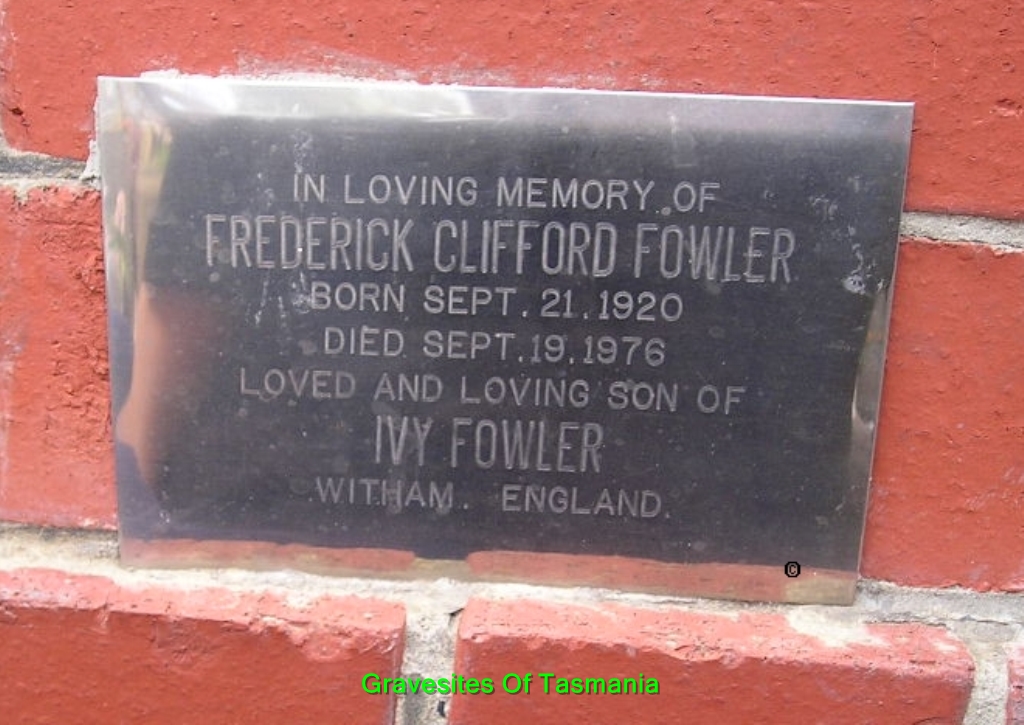 IN LOVING MEMORY OF
FREDERICK CLIFFORD FOWLER
BORN SEPT. 21. 1920
DIED SEPT. 19. 1976
LOVED AND LOVING SON OF
IVY FOWLER
WITHAM. ENGLAND.
©
Gravesites Of Tasmania